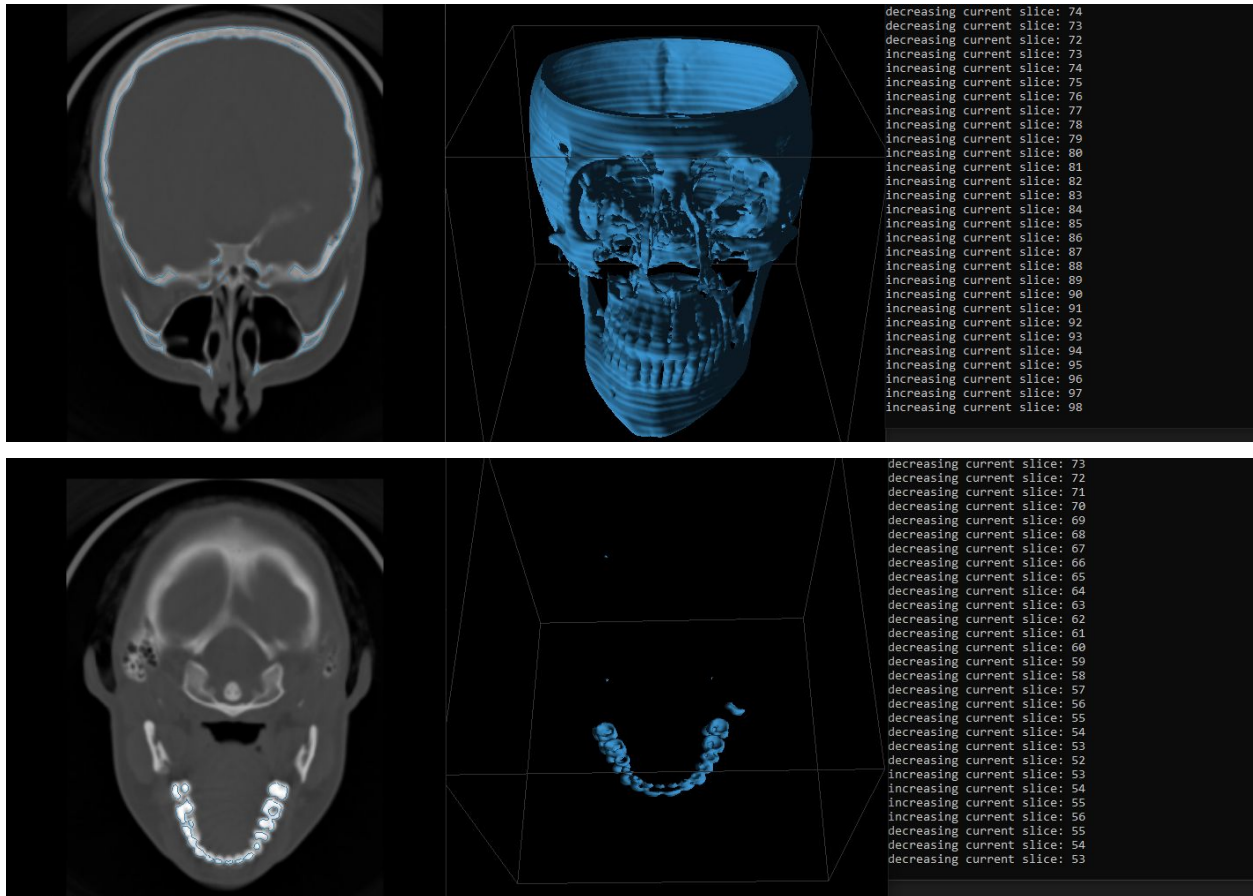 decreasing current slice: 74
decreasing current slice: 73
decreasing current slice: 72
increasing current slice: 73
increasing current slice: 74
increasing current slice: 75
increasing current slice: 76
increasing current slice: 77
increasing current slice: 78
increasing current slice: 79
increasing current slice: 80
increasing current slice: 81
increasing current slice: 82
increasing current slice: 83
increasing current slice: 84
increasing current slice: 85
increasing current slice: 86
increasing current slice: 87
increasing current slice: 88
increasing current slice: 89
increasing current slice: 90
increasing current slice: 91
increasing current slice: 92
increasing current slice: 93
increasing current slice: 94
increasing current slice: 95
increasing current slice: 96
increasing current slice: 97
increasing current slice: 98
decreasing current slice: 73
decreasing current slice: 72
decreasing current slice: 71
decreasing current slice: 70
decreasing current slice: 69
decreasing current slice: 68
decreasing current slice: 67
decreasing current slice: 66
decreasing current slice: 65
decreasing current slice: 64
decreasing current slice: 63
decreasing current slice: 62
decreasing current slice: 61
decreasing current slice: 60
decreasing current slice: 59
decreasing current slice: 58
decreasing current slice: 57
decreasing current slice: 56
decreasing current slice: 55
decreasing current slice: 54
decreasing current slice: 53
decreasing current slice: 52
increasing current slice: 53
increasing current slice: 54
increasing current slice: 55
increasing current slice: 56
decreasing current slice: 55
decreasing current slice: 54
decreasing current slice: 53